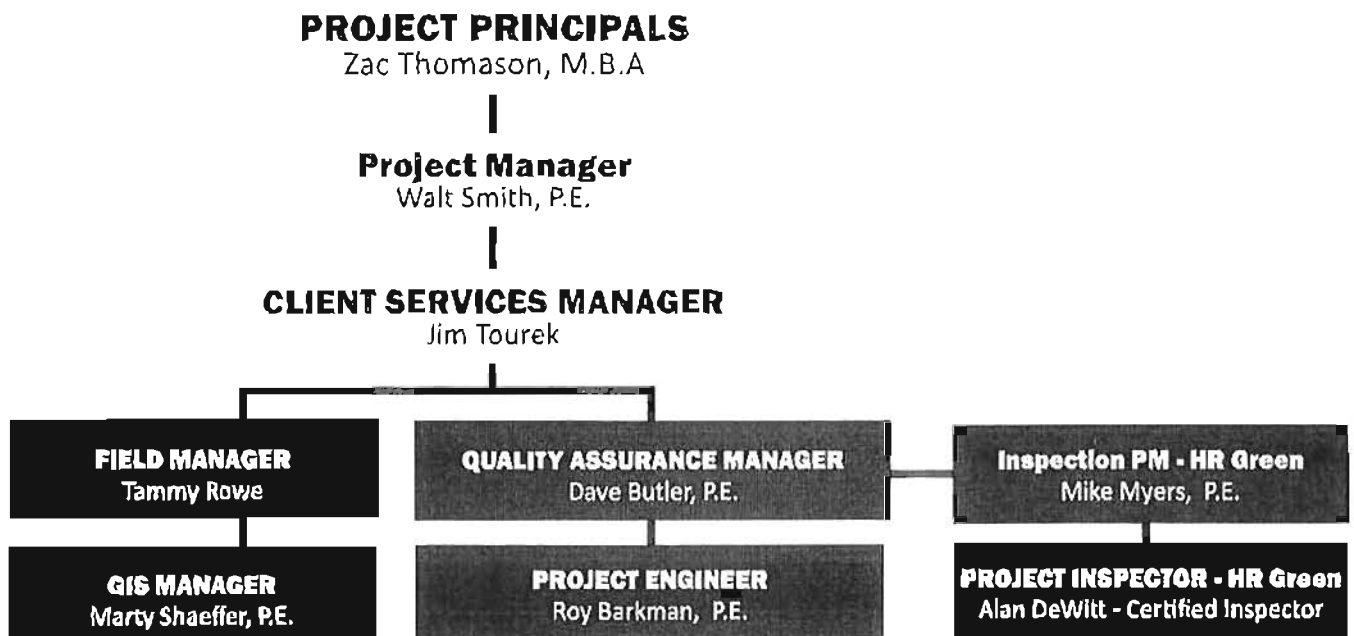 PROJECT PRINCIPALS
Zac Thomason, M.B.A
Project Manager
Walt Smith, P.E.
CLIENT SERVICES MANAGER
Jim Tourek
FIELD MANAGER
Tammy Rowe
QUALITY ASSURANCE MANAGER
Dave Butler, P.E.
Inspection PM - HR Green
Mike Myers, P.E.
GIS MANAGER
Marty Shaeffer, P.E.
PROJECT ENGINEER
Roy Barkman, P.E.
PROJECT INSPECTOR - HR Green
Alan DeWitt - Certified Inspector